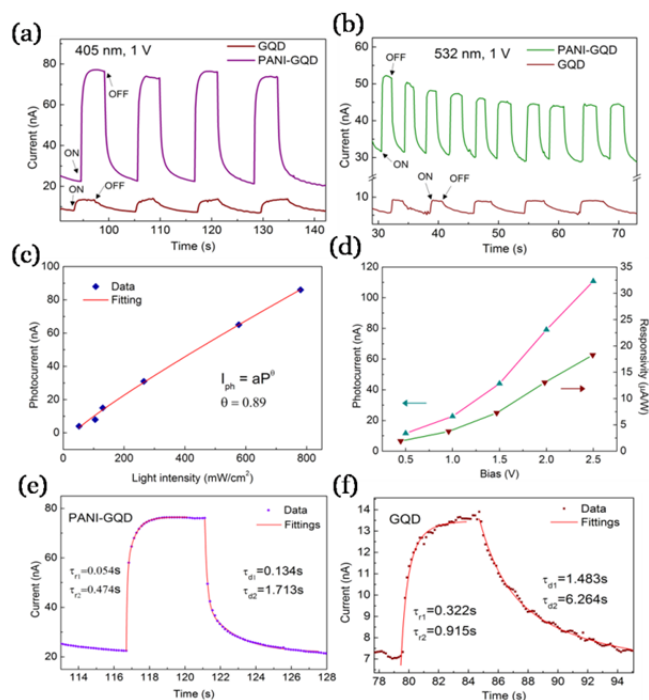 (a)
405 nm, 1 V
GQD
PANI-GQD
OFF
ON
ON
OFF
Current (nA)
80
60
40
20
0
100
110
120
130
140
Time (s)
(b)
532 nm, 1 V
PANI-GQD
GQD
OFF
ON
ON
OFF
Current (nA)
60
50
40
30
10
30
40
50
60
70
Time (s)
(c)
Data
Fitting
Iph = aPθ
θ = 0.89
Photocurrent (nA)
100
80
60
40
20
0
0
200
400
600
800
Light intensity (mW/cm2)
(d)
Photocurrent (nA)
120
100
80
60
40
20
0
Responsivity (μA/W)
35
30
25
20
15
10
5
0
0.5
1.0
1.5
2.0
2.5
Bias (V)
(e)
PANI-GQD
Data
Fittings
τr1=0.054s
τr2=0.474s
τd1=0.134s
τd2=1.713s
Current (nA)
80
60
40
20
114
116
118
120
122
124
126
128
Time (s)
(f)
GQD
Data
Fittings
τr1=0.322s
τr2=0.915s
τd1=1.483s
τd2=6.264s
Current (nA)
14
13
12
11
10
9
8
7
78
80
82
84
86
88
90
92
94
Time (s)